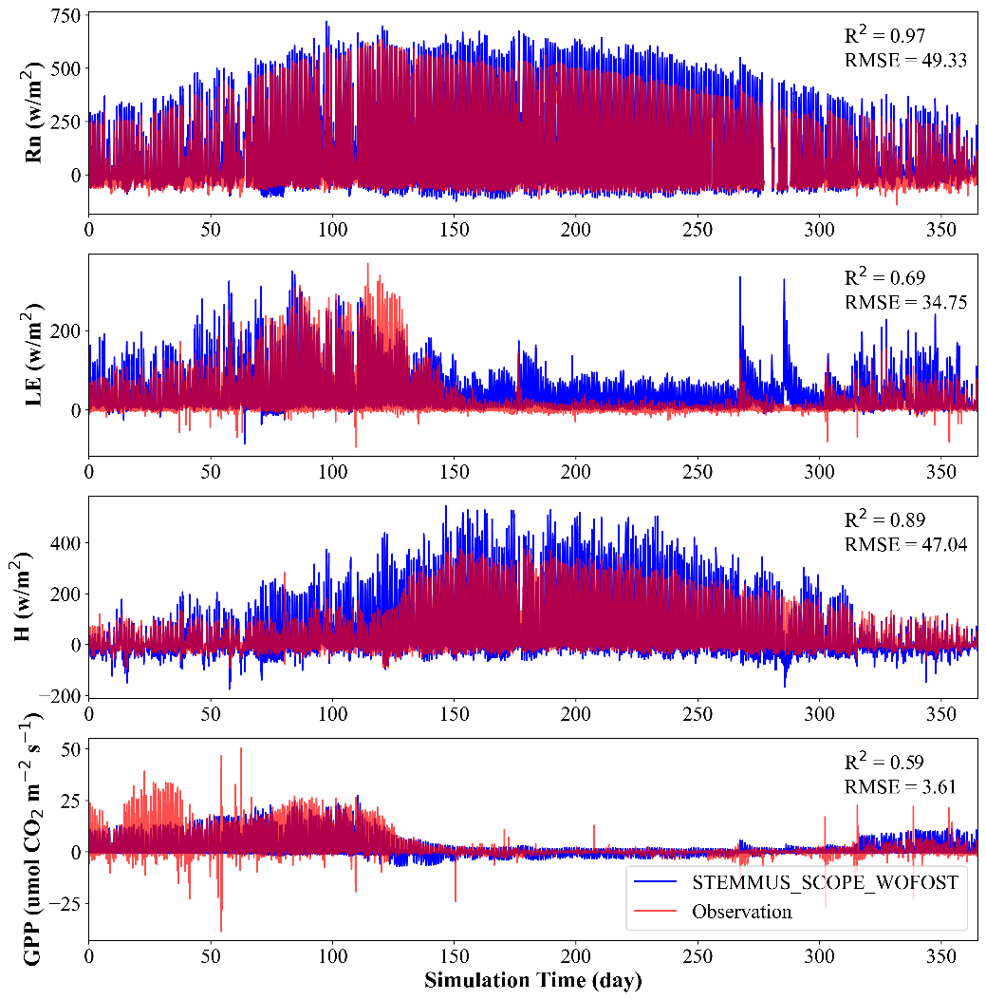 750
500
250
0
Rn (w/m²)
R² = 0.97
RMSE = 49.33
0 50 100 150 200 250 300 350
200
0
LE (w/m²)
R² = 0.69
RMSE = 34.75
0 50 100 150 200 250 300 350
400
200
0
−200
H (w/m²)
R² = 0.89
RMSE = 47.04
0 50 100 150 200 250 300 350
50
25
0
−25
GPP (umol CO₂ m⁻² s⁻¹)
R² = 0.59
RMSE = 3.61
STEMMUS_SCOPE_WOFOST
Observation
0 50 100 150 200 250 300 350
Simulation Time (day)